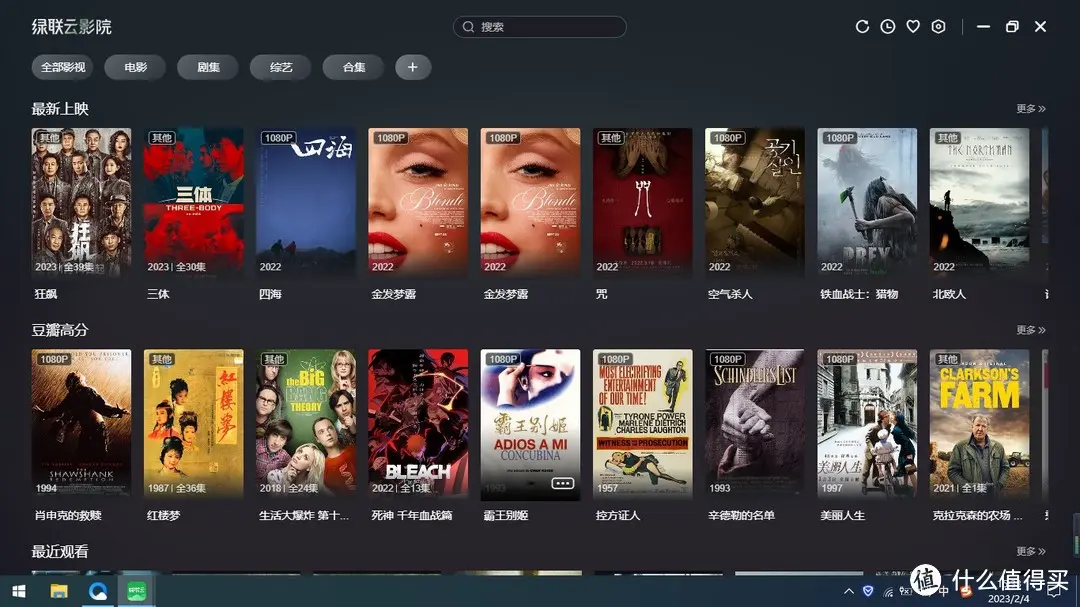 绿联云影院
搜索
全部影视 电影 剧集 综艺 合集 +
最新上映 更多 »
其他 其他 1080P 1080P 1080P 其他 1080P 1080P 其他
狂飙
三体
THREE-BODY
四海
Blonde
Blonde
咒
공기살인
PREY
THE NORTHMAN
2023 | 全39集 2023 | 全30集 2022 2022 2022 2022 2022 2022 2022
狂飙 三体 四海 金发梦露 金发梦露 咒 空气杀人 铁血战士：猎物 北欧人
豆瓣高分 更多 »
1080P 其他 其他 1080P 1080P 1080P 1080P 其他
THE SHAWSHANK
REDEMPTION
红楼梦
the BIG
BANG
THEORY
BLEACH
霸王别姬
ADIOS A MI
CONCUBINA
MOST ELECTRIFYING
ENTERTAINMENT
OF OUR TIME!
TYRONE POWER
MARLENE DIETRICH
CHARLES LAUGHTON
WITNESS FOR THE PROSECUTION
SCHINDLER'S LIST
美丽人生
CLARKSON'S
FARM
1994 1987 | 全36集 2018 | 全24集 2022 | 全13集 1993 1957 1993 1997 2021 | 全1集
肖申克的救赎 红楼梦 生活大爆炸 第十... 死神 千年血战篇 霸王别姬 控方证人 辛德勒的名单 美丽人生 克拉克森的农场 ...
最近观看 更多 »
中
2023/2/4
值 什么值得买